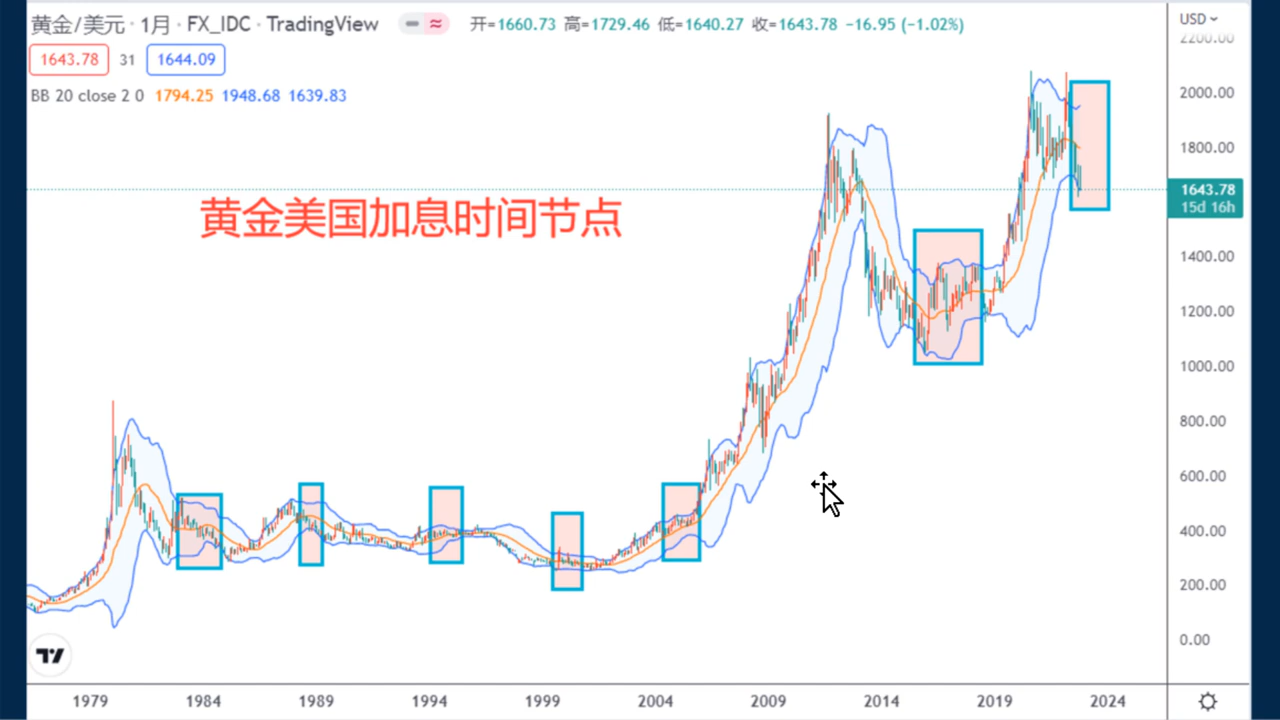 黄金/美元 · 1月 · FX_IDC · TradingView
开=1660.73 高=1729.46 低=1640.27 收=1643.78 −16.95 (−1.02%)
USD
2200.00
1643.78 31 1644.09
BB 20 close 2 0 1794.25 1948.68 1639.83
2000.00
1800.00
1643.78
15d 16h
黄金美国加息时间节点
1400.00
1200.00
1000.00
800.00
600.00
400.00
200.00
0.00
1979 1984 1989 1994 1999 2004 2009 2014 2019 2024